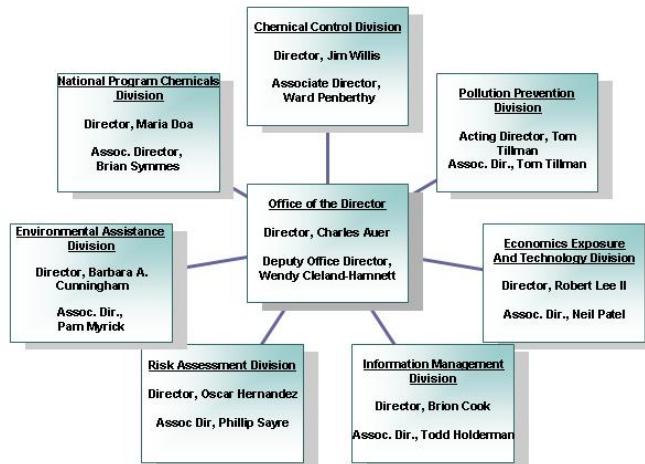 Chemical Control Division
Director, Jim Willis
Associate Director,
Ward Penberthy
National Program Chemicals
Division
Director, Maria Doa
Assoc. Director,
Brian Symmes
Pollution Prevention
Division
Acting Director, Tom
Tillman
Assoc. Dir., Tom Tillman
Office of the Director
Director, Charles Auer
Deputy Office Director,
Wendy Cleland-Hamnett
Environmental Assistance
Division
Director, Barbara A.
Cunningham
Assoc. Dir.,
Pam Myrick
Economics Exposure
And Technology Division
Director, Robert Lee II
Assoc. Dir., Neil Patel
Risk Assessment Division
Director, Oscar Hernandez
Assoc Dir, Phillip Sayre
Information Management
Division
Director, Brion Cook
Assoc. Dir., Todd Holderman